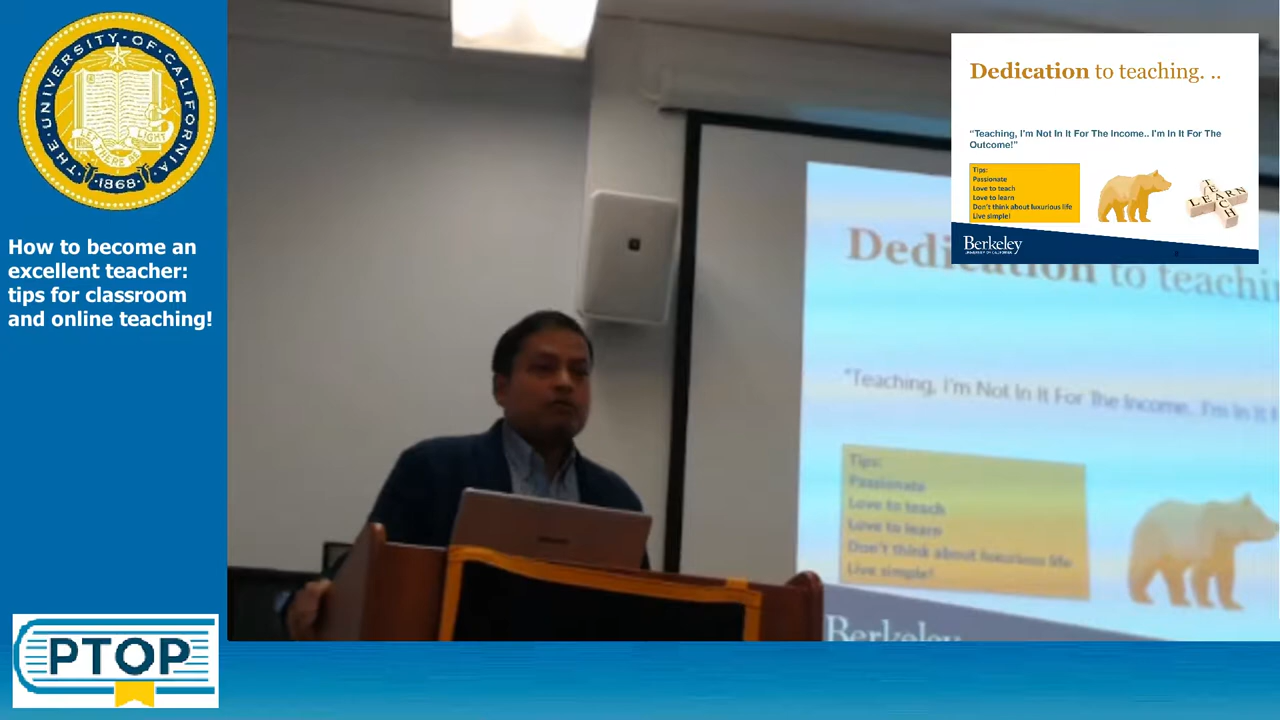 THE·UNIVERSITY·OF·CALIFORNIA
LET THERE BE LIGHT
·1868·
How to become an
excellent teacher:
tips for classroom
and online teaching!
PTOP
Dedication to teaching. ..
“Teaching, I'm Not In It For The Income.. I'm In It For The
Outcome!”
Tips:
Passionate
Love to teach
Love to learn
Don't think about luxurious life
Live simple!
TEACH
LEARN
Berkeley
UNIVERSITY OF CALIFORNIA
Dedication to teachin
“Teaching, I'm Not In It For The Income.. I'm In It
Tips:
Passionate
Love to teach
Love to learn
Don't think about luxurious life
Live simple!
Berkeley